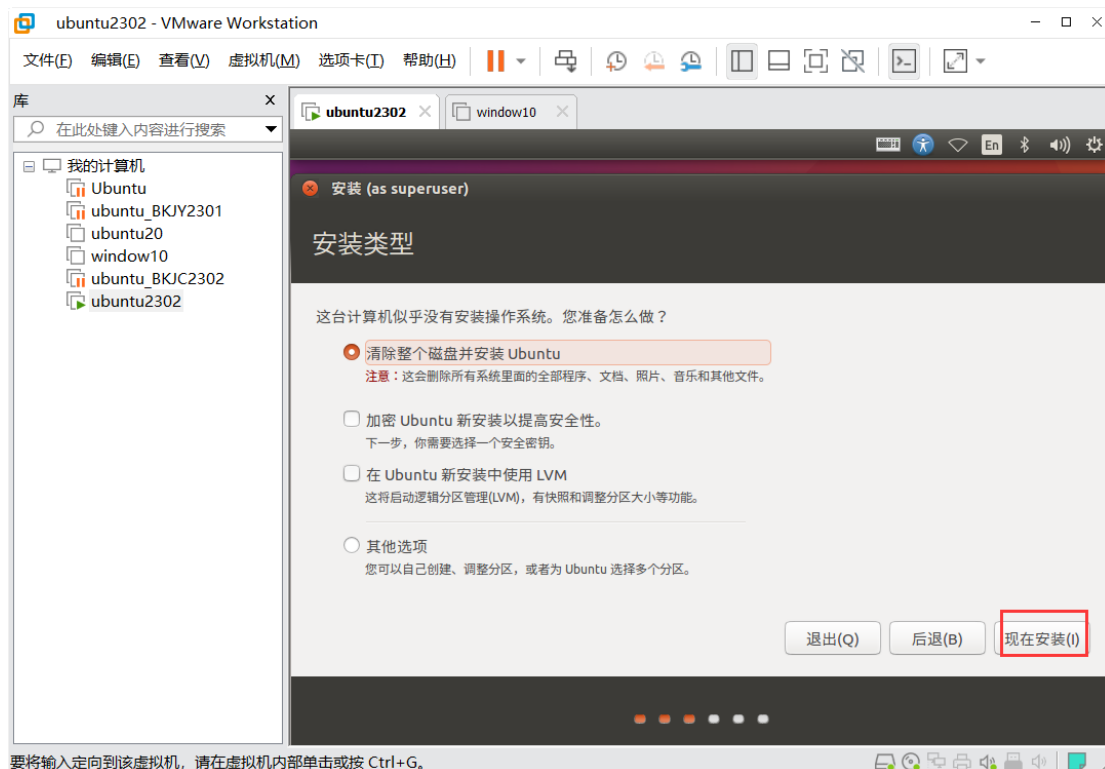 ubuntu2302 - VMware Workstation
文件(F) 编辑(E) 查看(V) 虚拟机(M) 选项卡(T) 帮助(H)
库
在此处键入内容进行搜索
我的计算机
Ubuntu
ubuntu_BKJY2301
ubuntu20
window10
ubuntu_BKJC2302
ubuntu2302
ubuntu2302 window10
En
安装 (as superuser)
安装类型
这台计算机似乎没有安装操作系统。您准备怎么做？
清除整个磁盘并安装 Ubuntu
注意：这会删除所有系统里面的全部程序、文档、照片、音乐和其他文件。
加密 Ubuntu 新安装以提高安全性。
下一步，你需要选择一个安全密钥。
在 Ubuntu 新安装中使用 LVM
这将启动逻辑分区管理(LVM)，有快照和调整分区大小等功能。
其他选项
您可以自己创建、调整分区，或者为 Ubuntu 选择多个分区。
退出(Q) 后退(B) 现在安装(I)
要将输入定向到该虚拟机，请在虚拟机内部单击或按 Ctrl+G。